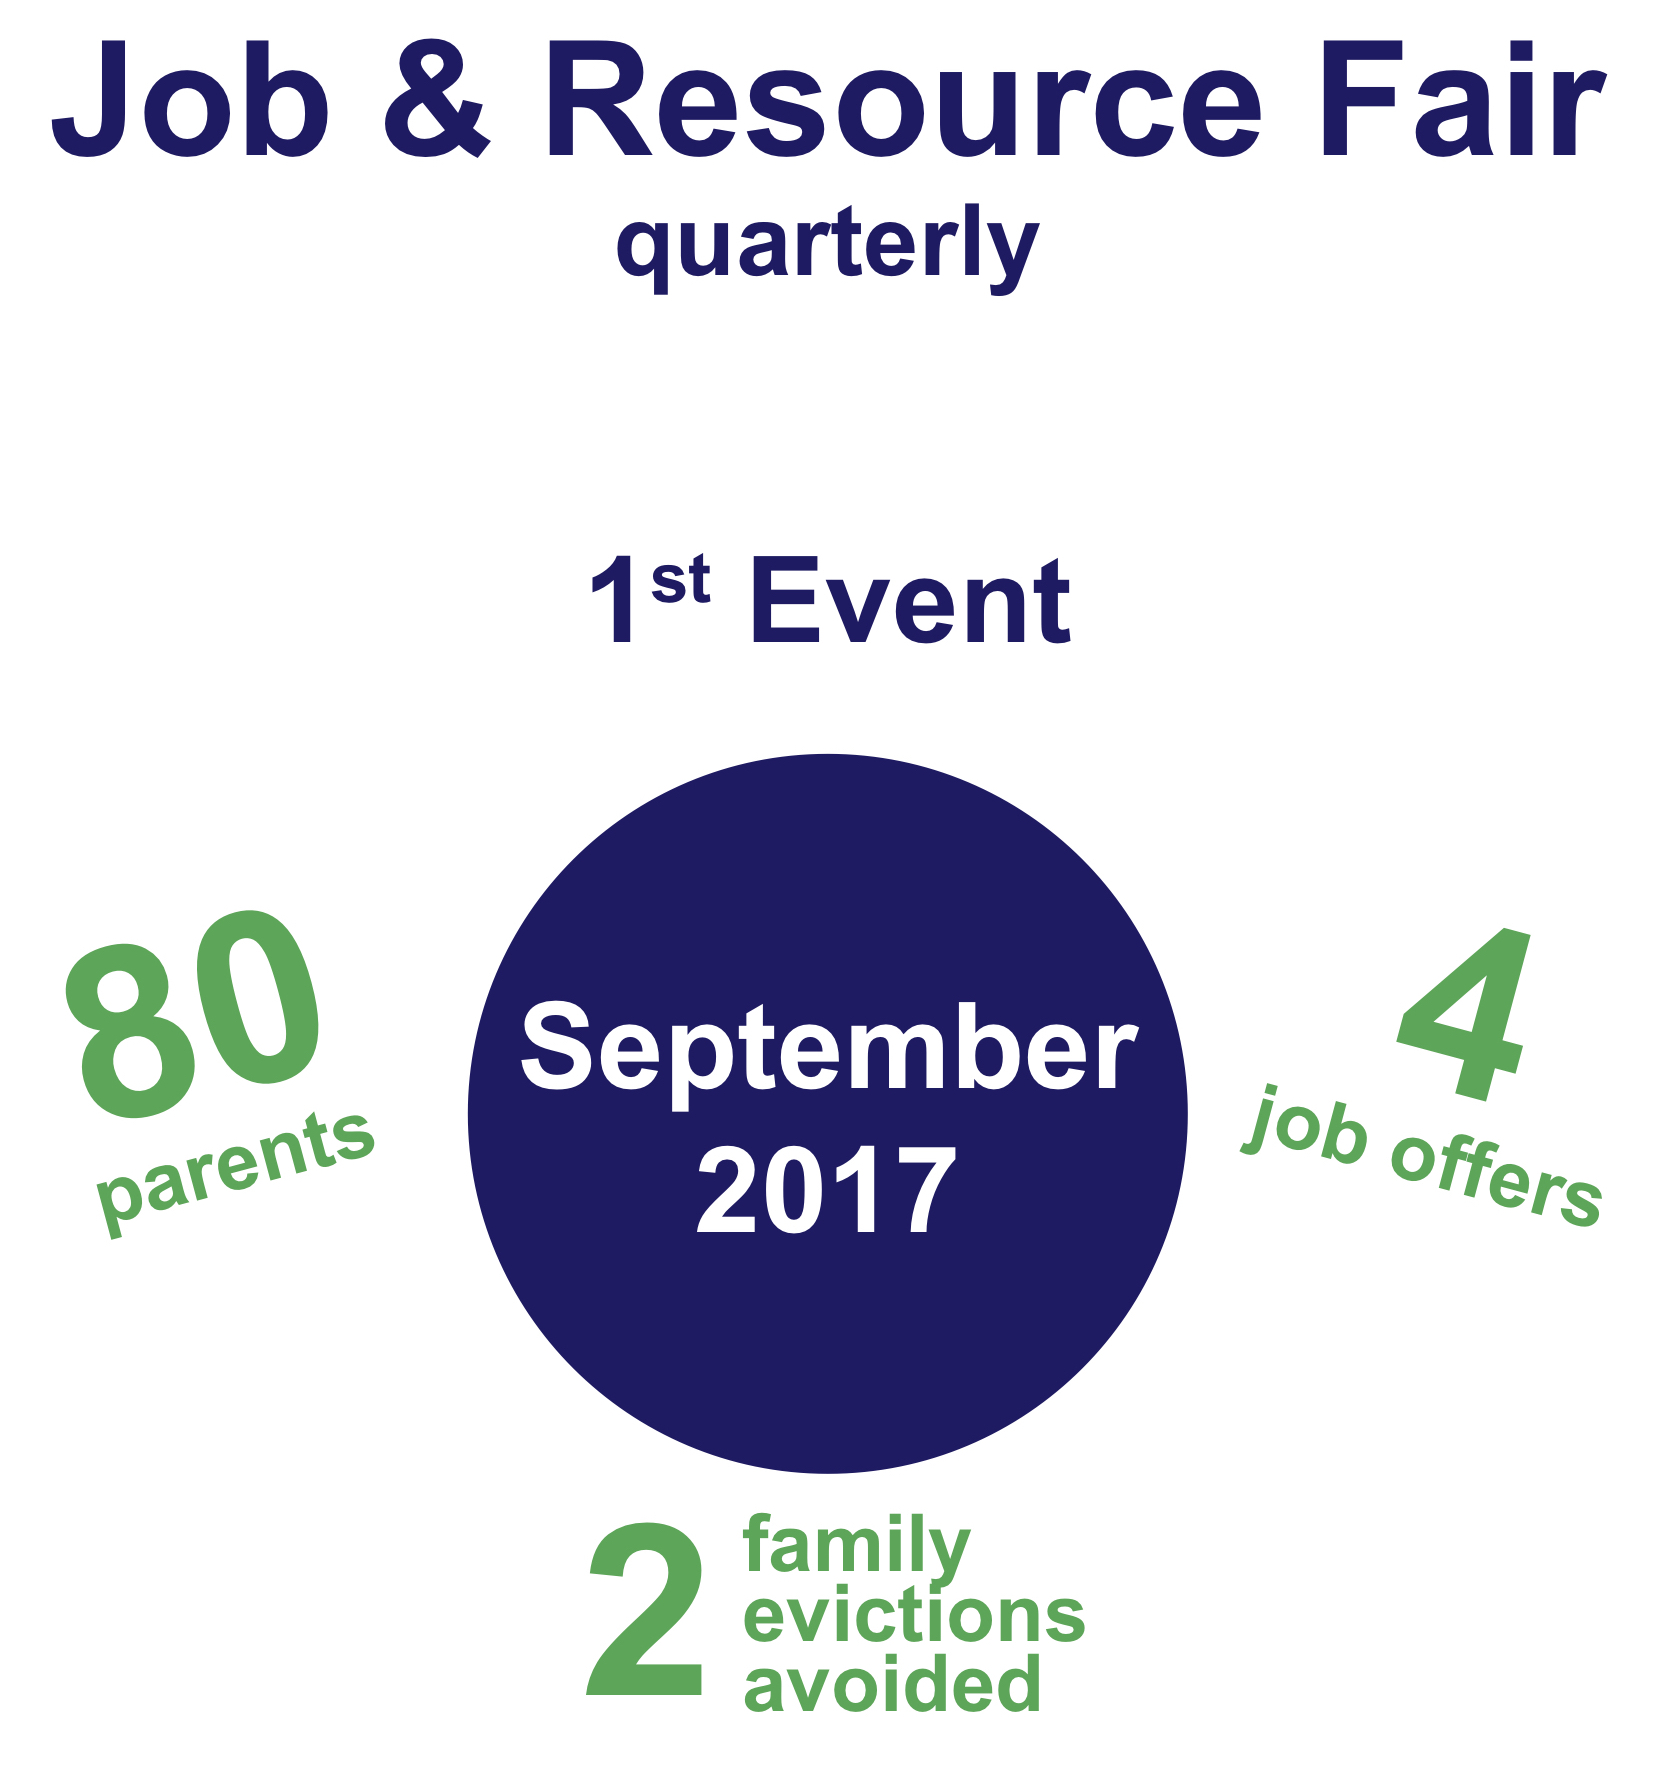 Job & Resource Fair
quarterly
1st Event
80
parents
September
2017
4
job offers
2
family
evictions
avoided